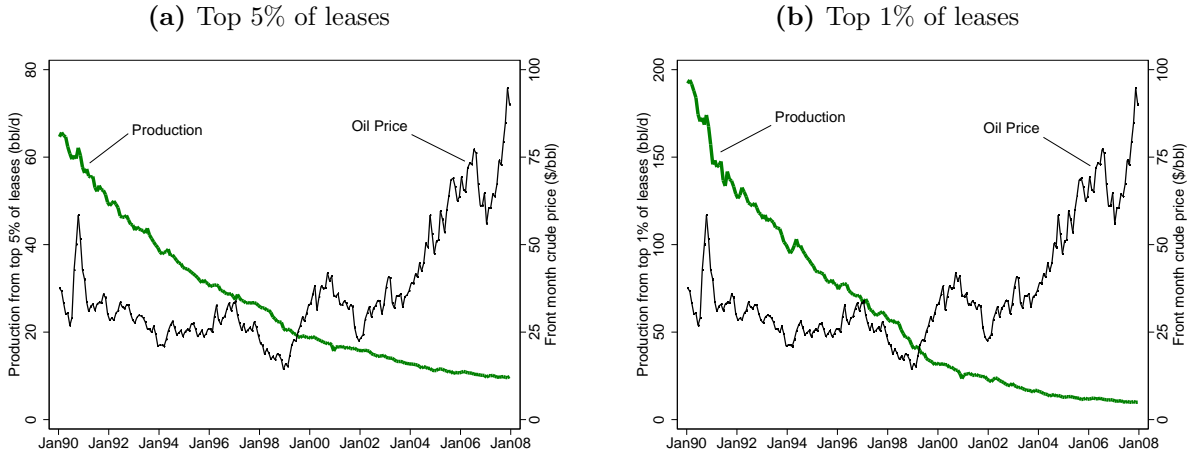 (a) Top 5% of leases
Production from top 5% of leases (bbl/d)
80
60
40
20
0
Production
Oil Price
100
75
50
25
0
Front month crude price ($/bbl)
Jan90 Jan92 Jan94 Jan96 Jan98 Jan00 Jan02 Jan04 Jan06 Jan08
(b) Top 1% of leases
Production from top 1% of leases (bbl/d)
200
150
100
50
0
Production
Oil Price
100
75
50
25
0
Front month crude price ($/bbl)
Jan90 Jan92 Jan94 Jan96 Jan98 Jan00 Jan02 Jan04 Jan06 Jan08